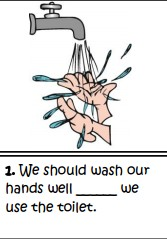 1. We should wash our
hands well ______ we
use the toilet.